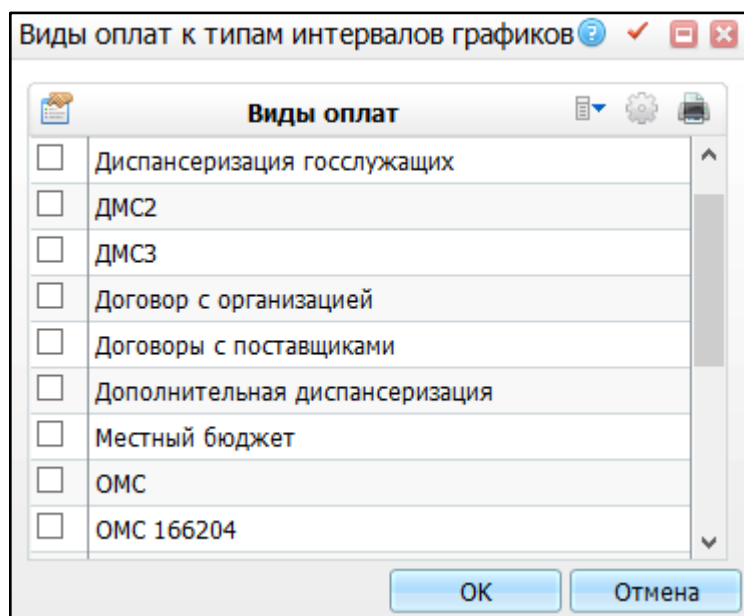 Виды оплат к типам интервалов графиков
Виды оплат
Диспансеризация госслужащих
ДМС2
ДМС3
Договор с организацией
Договоры с поставщиками
Дополнительная диспансеризация
Местный бюджет
ОМС
ОМС 166204
ОК
Отмена